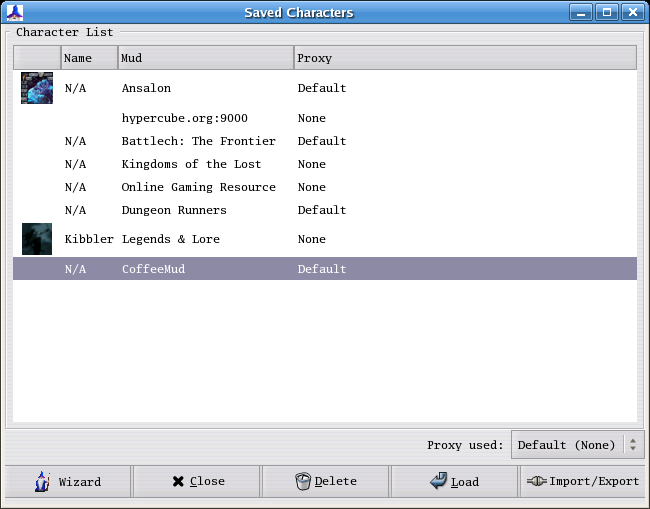 Saved Characters
Character List
Name Mud Proxy
N/A Ansalon Default
hypercube.org:9000 None
N/A Battlech: The Frontier Default
N/A Kingdoms of the Lost None
N/A Online Gaming Resource None
N/A Dungeon Runners Default
Kibbler Legends & Lore None
N/A CoffeeMud Default
Proxy used: Default (None)
Wizard Close Delete Load Import/Export